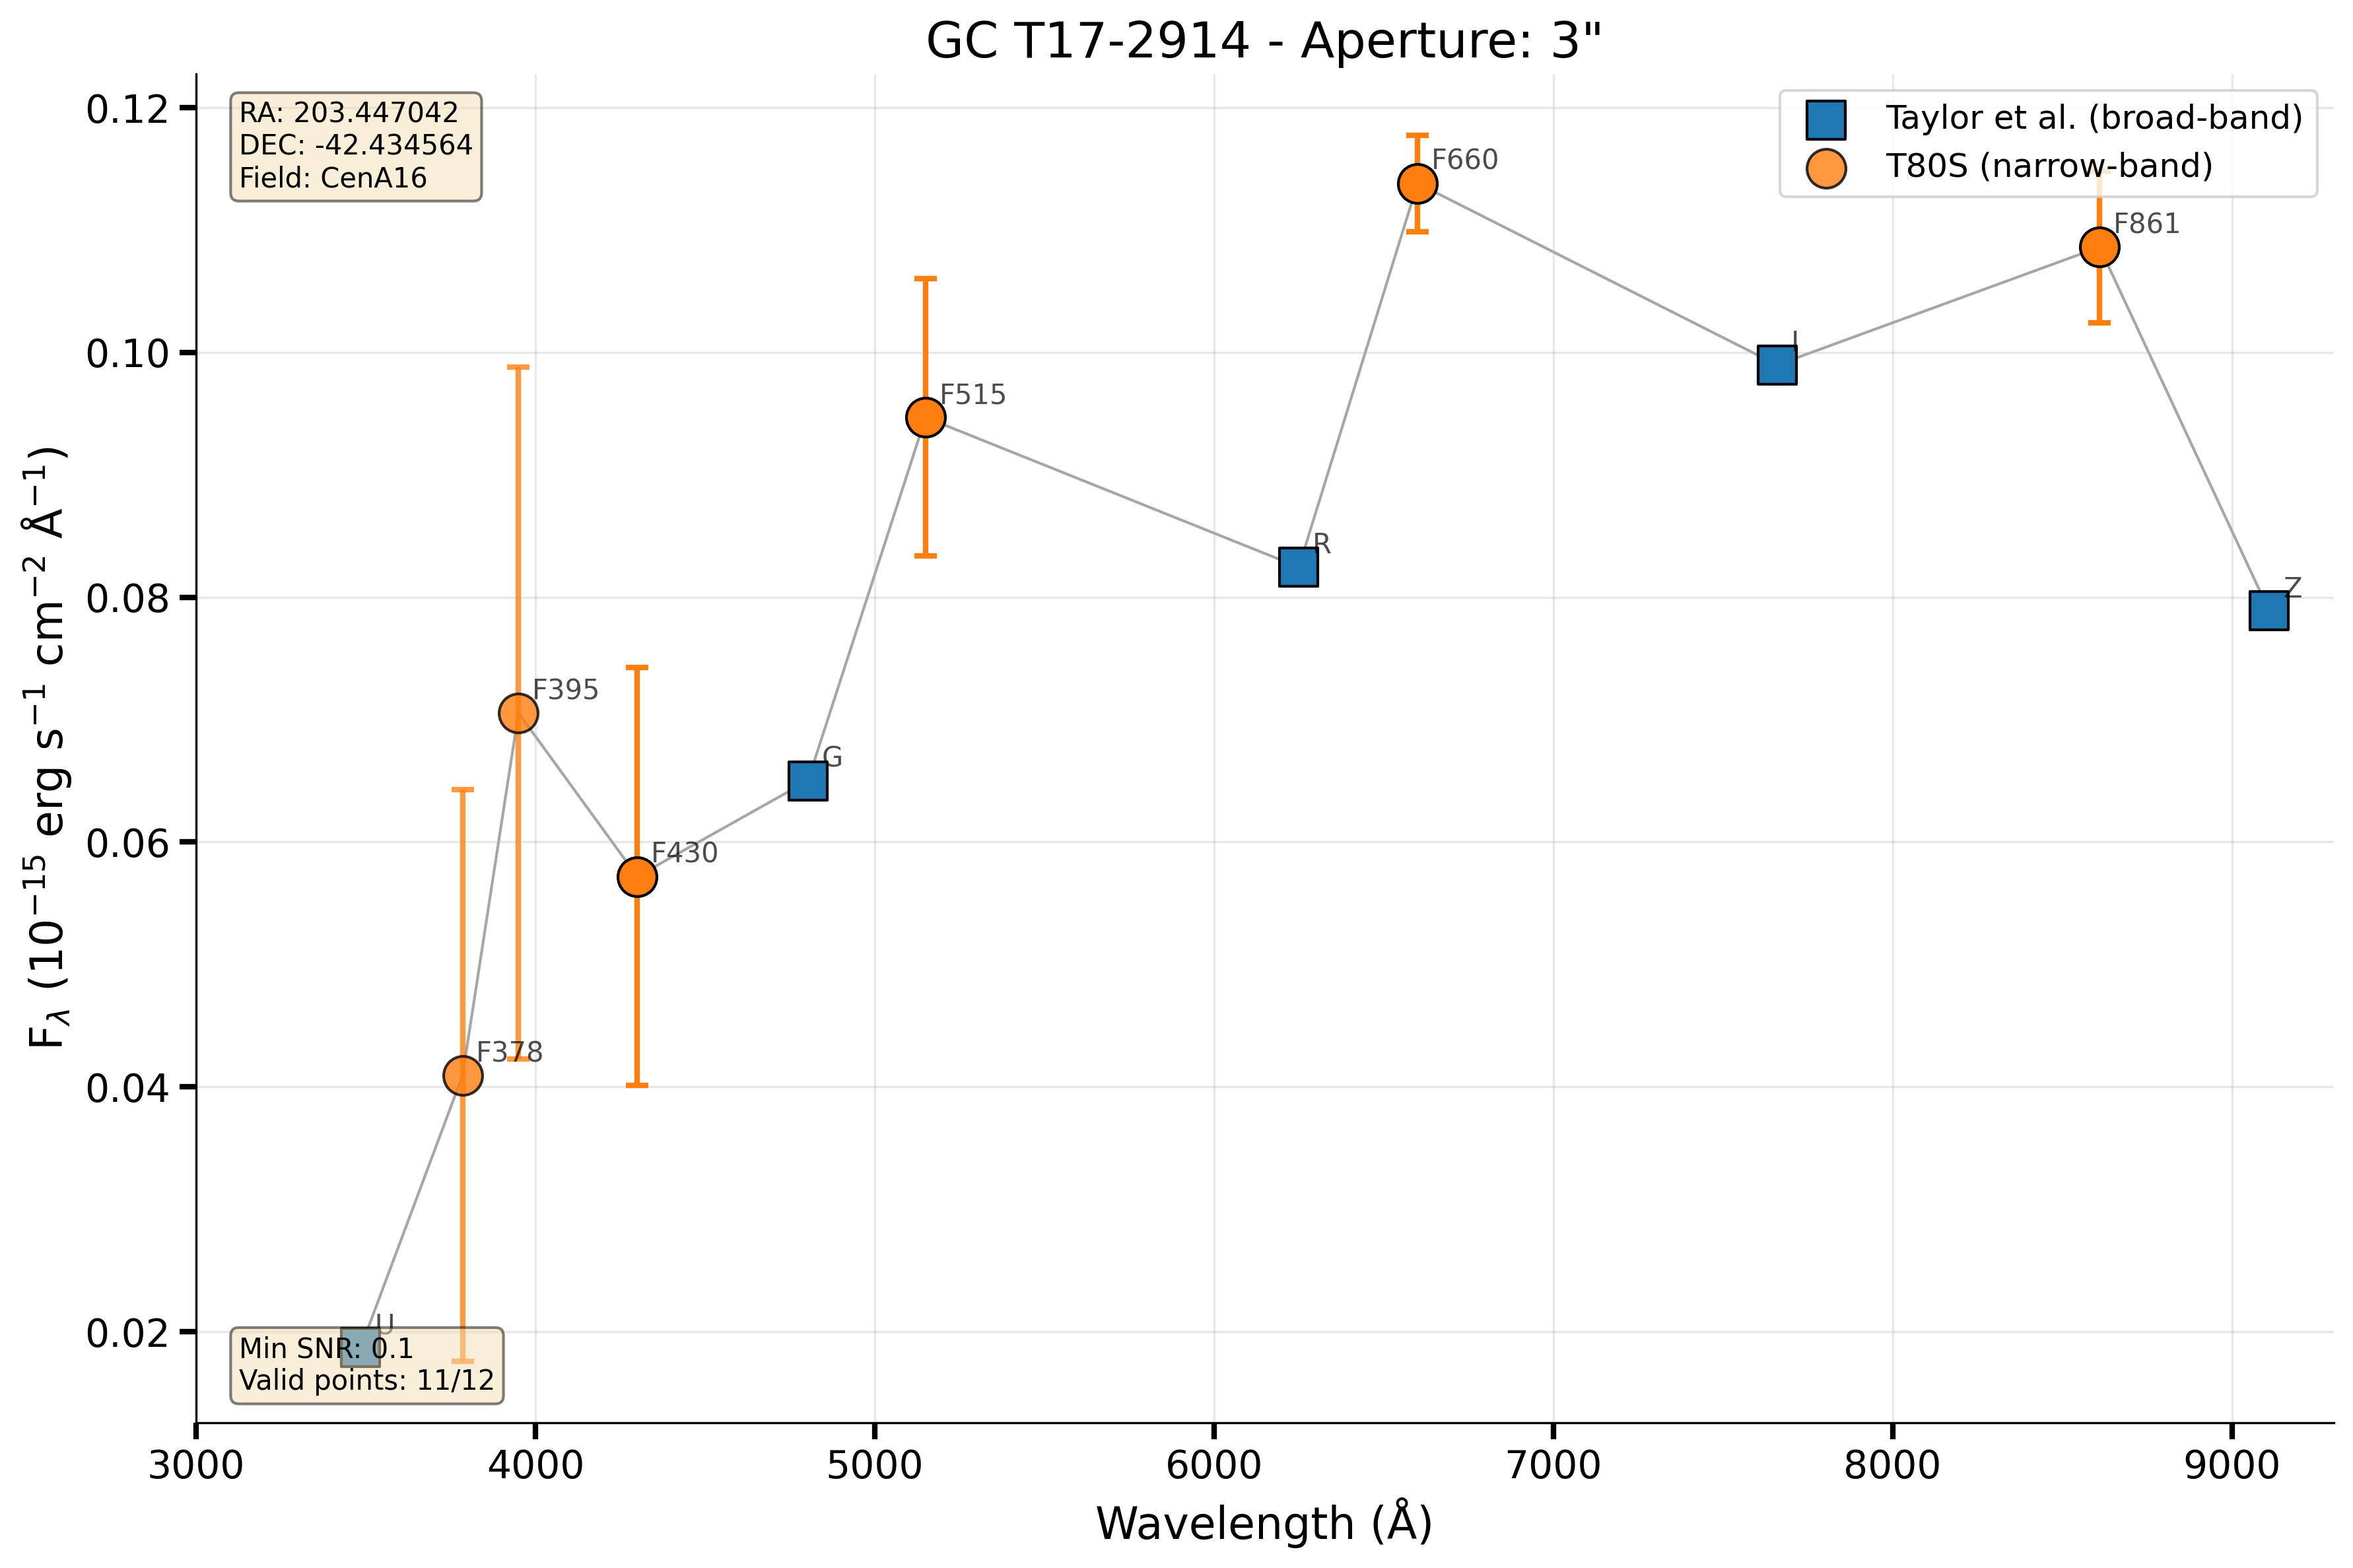 GC T17-2914 - Aperture: 3"
RA: 203.447042
DEC: -42.434564
Field: CenA16
Taylor et al. (broad-band)
T80S (narrow-band)
F660
F861
F515
I
R
Z
F395
G
F430
F378
U
Min SNR: 0.1
Valid points: 11/12
0.12
0.10
0.08
0.06
0.04
0.02
F_λ (10⁻¹⁵ erg s⁻¹ cm⁻² Å⁻¹)
3000 4000 5000 6000 7000 8000 9000
Wavelength (Å)